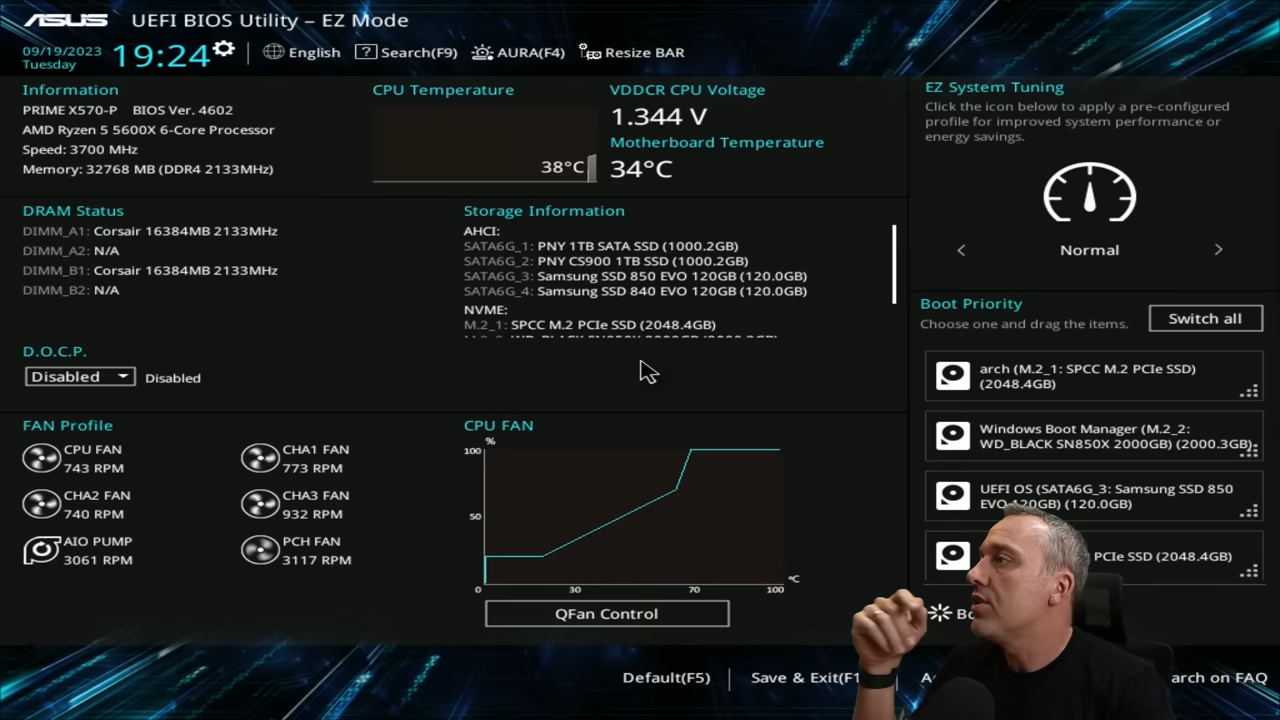 ASUS UEFI BIOS Utility – EZ Mode
09/19/2023
Tuesday
19:24
English
Search(F9)
AURA(F4)
Resize BAR
Information
PRIME X570-P BIOS Ver. 4602
AMD Ryzen 5 5600X 6-Core Processor
Speed: 3700 MHz
Memory: 32768 MB (DDR4 2133MHz)
CPU Temperature
38°C
VDDCR CPU Voltage
1.344 V
Motherboard Temperature
34°C
EZ System Tuning
Click the icon below to apply a pre-configured
profile for improved system performance or
energy savings.
Normal
DRAM Status
DIMM_A1: Corsair 16384MB 2133MHz
DIMM_A2: N/A
DIMM_B1: Corsair 16384MB 2133MHz
DIMM_B2: N/A
Storage Information
AHCI:
SATA6G_1: PNY 1TB SATA SSD (1000.2GB)
SATA6G_2: PNY CS900 1TB SSD (1000.2GB)
SATA6G_3: Samsung SSD 850 EVO 120GB (120.0GB)
SATA6G_4: Samsung SSD 840 EVO 120GB (120.0GB)
NVME:
M.2_1: SPCC M.2 PCIe SSD (2048.4GB)
D.O.C.P.
Disabled
Disabled
Boot Priority
Choose one and drag the items.
Switch all
arch (M.2_1: SPCC M.2 PCIe SSD)
(2048.4GB)
Windows Boot Manager (M.2_2:
WD_BLACK SN850X 2000GB) (2000.3GB)
UEFI OS (SATA6G_3: Samsung SSD 850
EVO 120GB) (120.0GB)
PCIe SSD (2048.4GB)
FAN Profile
CPU FAN
743 RPM
CHA1 FAN
773 RPM
CHA2 FAN
740 RPM
CHA3 FAN
932 RPM
AIO PUMP
3061 RPM
PCH FAN
3117 RPM
CPU FAN
%
100
50
0
30
70
100
°C
QFan Control
Default(F5)
Save & Exit(F1
arch on FAQ